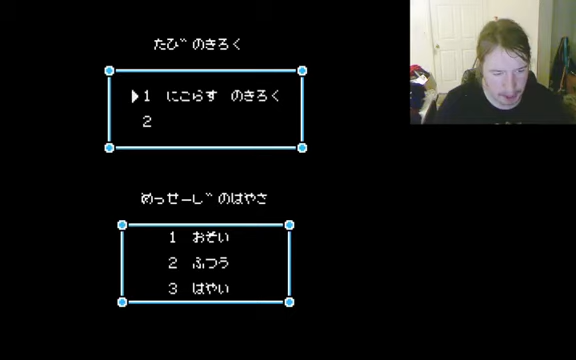 たびのきろく
1 にこらす のきろく
2
めっせーじのはやさ
1 おそい
2 ふつう
3 はやい